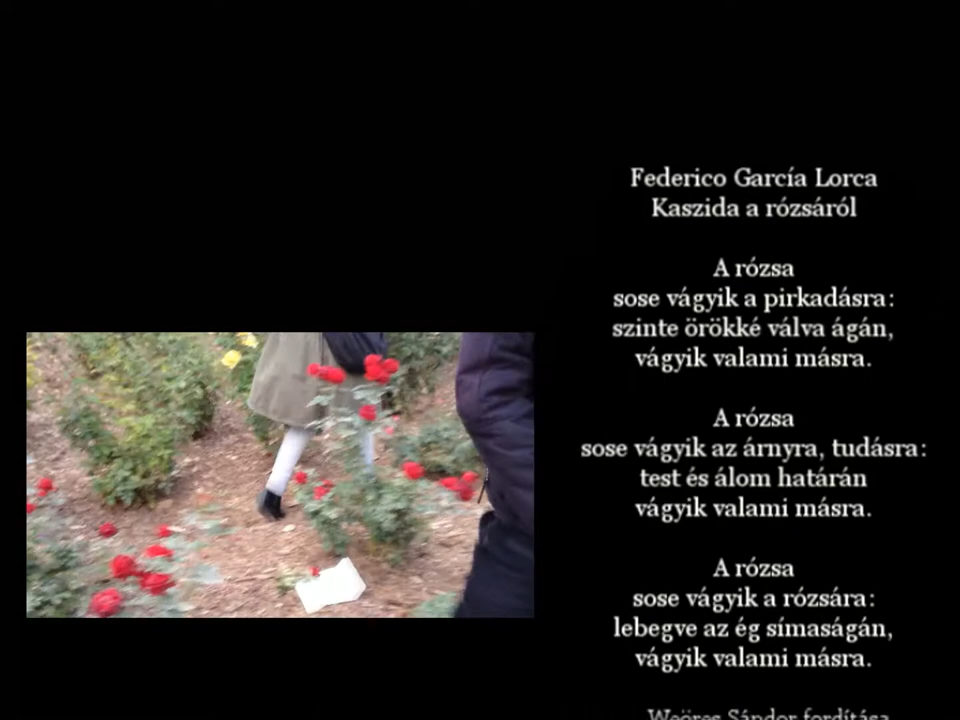 Federico García Lorca
Kaszida a rózsáról
A rózsa
sose vágyik a pirkadásra:
szinte örökké válva ágán,
vágyik valami másra.
A rózsa
sose vágyik az árnyra, tudásra:
test és álom határán
vágyik valami másra.
A rózsa
sose vágyik a rózsára:
lebegve az ég símaságán,
vágyik valami másra.
Weöres Sándor fordítása